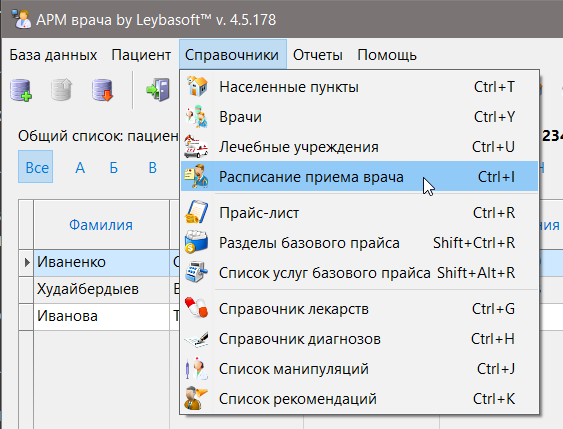 АРМ врача by Leybasoft™ v. 4.5.178
База данных Пациент Справочники Отчеты Помощь
Населенные пункты Ctrl+T
Врачи Ctrl+Y
Общий список: пациен
Лечебные учреждения Ctrl+U
Все А Б В
Расписание приема врача Ctrl+I
Прайс-лист Ctrl+R
Фамилия
Разделы базового прайса Shift+Ctrl+R
Иваненко
Список услуг базового прайса Shift+Alt+R
Худайбердыев
Справочник лекарств Ctrl+G
Иванова
Справочник диагнозов Ctrl+H
Список манипуляций Ctrl+J
Список рекомендаций Ctrl+K